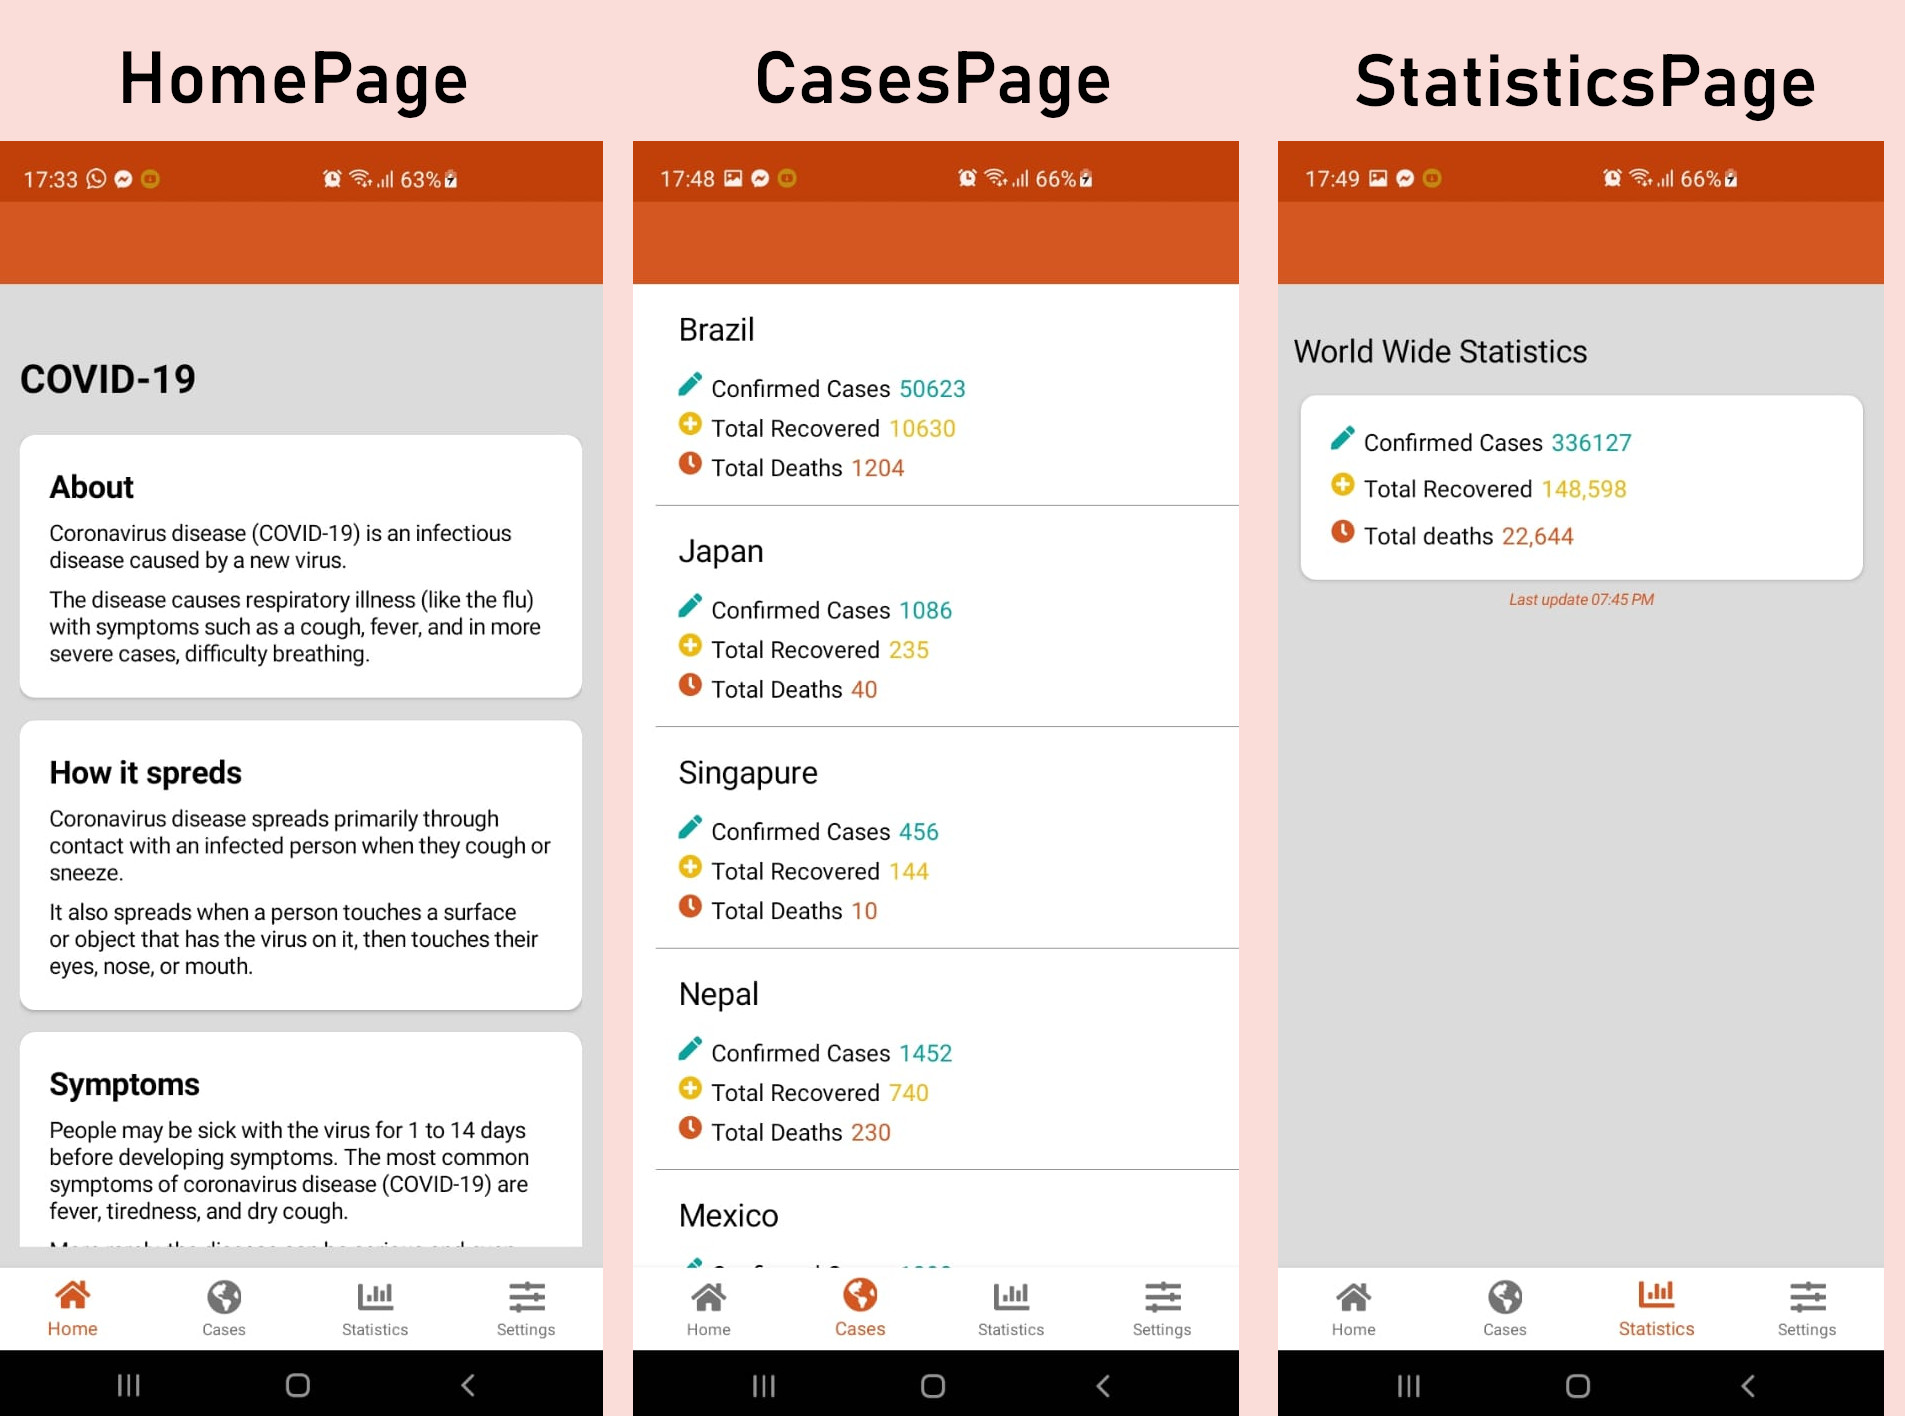 HomePage
17:33 63%
COVID-19
About
Coronavirus disease (COVID-19) is an infectious
disease caused by a new virus.
The disease causes respiratory illness (like the flu)
with symptoms such as a cough, fever, and in more
severe cases, difficulty breathing.
How it spreds
Coronavirus disease spreads primarily through
contact with an infected person when they cough or
sneeze.
It also spreads when a person touches a surface
or object that has the virus on it, then touches their
eyes, nose, or mouth.
Symptoms
People may be sick with the virus for 1 to 14 days
before developing symptoms. The most common
symptoms of coronavirus disease (COVID-19) are
fever, tiredness, and dry cough.
Home Cases Statistics Settings
CasesPage
17:48 66%
Brazil
Confirmed Cases 50623
Total Recovered 10630
Total Deaths 1204
Japan
Confirmed Cases 1086
Total Recovered 235
Total Deaths 40
Singapure
Confirmed Cases 456
Total Recovered 144
Total Deaths 10
Nepal
Confirmed Cases 1452
Total Recovered 740
Total Deaths 230
Mexico
Home Cases Statistics Settings
StatisticsPage
17:49 66%
World Wide Statistics
Confirmed Cases 336127
Total Recovered 148,598
Total deaths 22,644
Last update 07:45 PM
Home Cases Statistics Settings